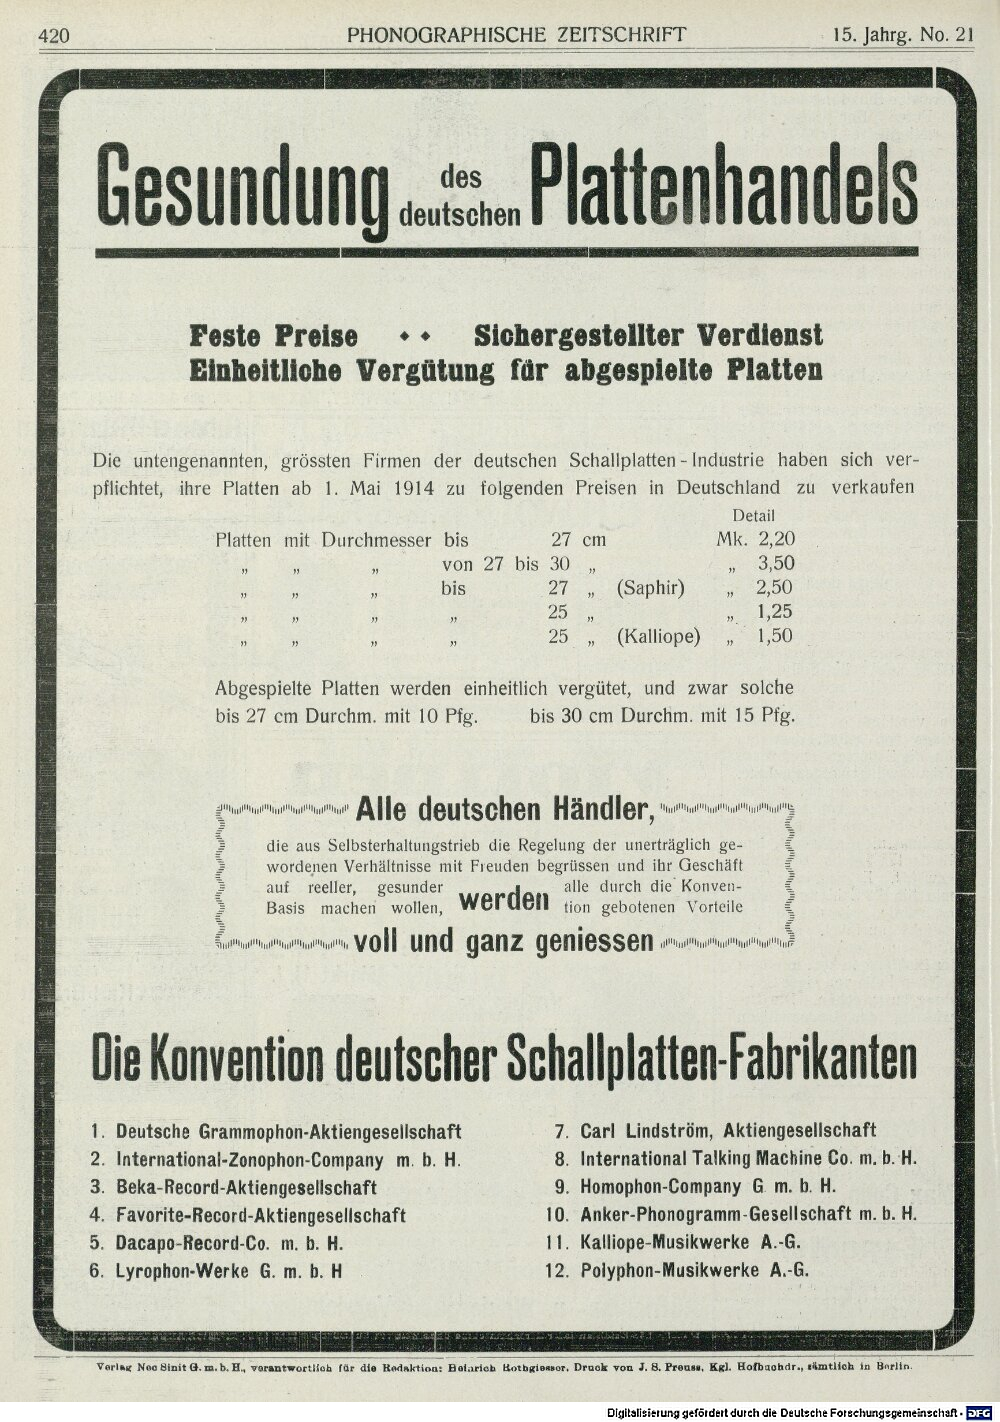 420 PHONOGRAPHISCHE ZEITSCHRIFT 15. Jahrg. No. 21
Gesundung des deutschen Plattenhandels
Feste Preise ⬩⬩ Sichergestellter Verdienst
Einheitliche Vergütung für abgespielte Platten
Die untengenannten, grössten Firmen der deutschen Schallplatten-Industrie haben sich ver-
pflichtet, ihre Platten ab 1. Mai 1914 zu folgenden Preisen in Deutschland zu verkaufen
Detail
Platten mit Durchmesser bis 27 cm Mk. 2,20
„ „ „ von 27 bis 30 „ „ 3,50
„ „ „ bis 27 „ (Saphir) „ 2,50
„ „ „ „ 25 „ „ 1,25
„ „ „ „ 25 „ (Kalliope) „ 1,50
Abgespielte Platten werden einheitlich vergütet, und zwar solche
bis 27 cm Durchm. mit 10 Pfg. bis 30 cm Durchm. mit 15 Pfg.
Alle deutschen Händler,
die aus Selbsterhaltungstrieb die Regelung der unerträglich ge-
wordenen Verhältnisse mit Freuden begrüssen und ihr Geschäft
auf reeller, gesunder
Basis machen wollen,
werden
alle durch die Konven-
tion gebotenen Vorteile
voll und ganz geniessen
Die Konvention deutscher Schallplatten-Fabrikanten
1. Deutsche Grammophon-Aktiengesellschaft
2. International-Zonophon-Company m. b. H.
3. Beka-Record-Aktiengesellschaft
4. Favorite-Record-Aktiengesellschaft
5. Dacapo-Record-Co. m. b. H.
6. Lyrophon-Werke G. m. b. H
7. Carl Lindström, Aktiengesellschaft
8. International Talking Machine Co. m. b. H.
9. Homophon-Company G m. b. H.
10. Anker-Phonogramm-Gesellschaft m. b. H.
11. Kalliope-Musikwerke A.-G.
12. Polyphon-Musikwerke A.-G.
Verlag Neo Sinit G. m. b. H., verantwortlich für die Redaktion: Heinrich Rothgiesser, Druck von J. S. Preuss, Kgl. Hofbuchdr., sämtlich in Berlin.
Digitalisierung gefördert durch die Deutsche Forschungsgemeinschaft - DFG